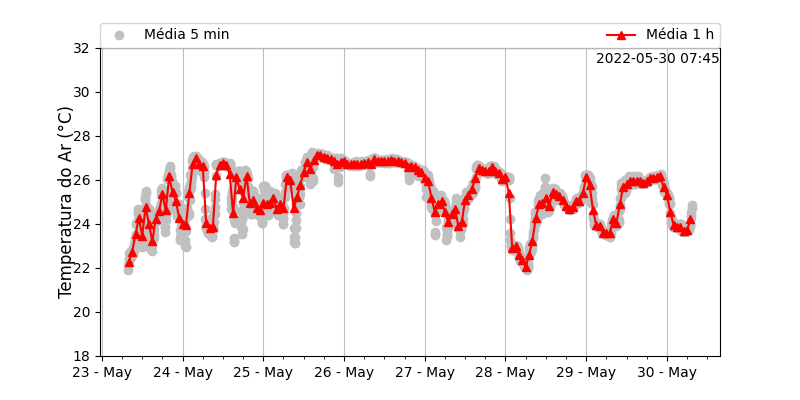 Média 5 min
Média 1 h
2022-05-30 07:45
Temperatura do Ar (°C)
32
30
28
26
24
22
20
18
23 - May
24 - May
25 - May
26 - May
27 - May
28 - May
29 - May
30 - May